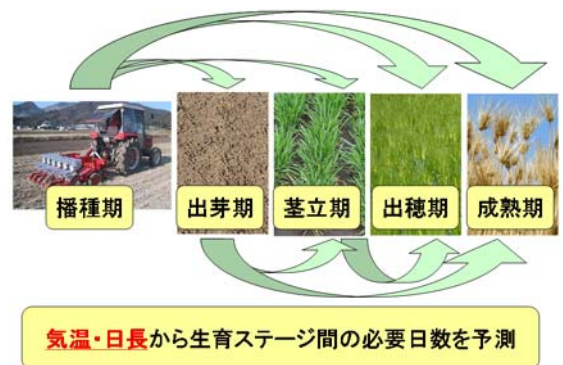 播種期
出芽期
茎立期
出穂期
成熟期
気温・日長から生育ステージ間の必要日数を予測